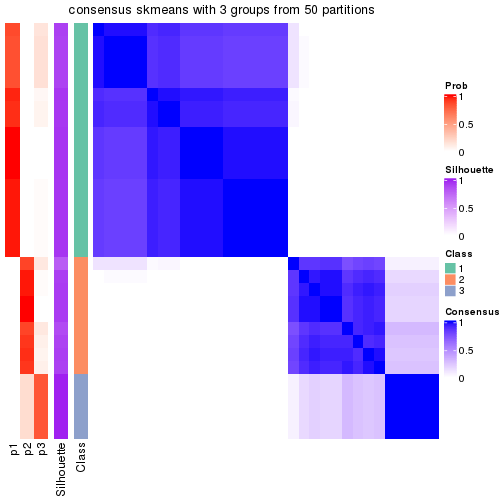 consensus skmeans with 3 groups from 50 partitions
Prob
1
0.5
0
Silhouette
1
0.5
0
Class
1
2
3
Consensus
1
0.5
0
p1
p2
p3
Silhouette
Class